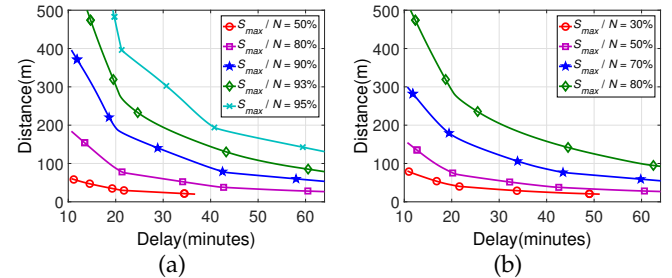 500
400
300
200
100
0
Distance(m)
10 20 30 40 50 60
Delay(minutes)
S_max / N = 50%
S_max / N = 80%
S_max / N = 90%
S_max / N = 93%
S_max / N = 95%
(a)
500
400
300
200
100
0
Distance(m)
10 20 30 40 50 60
Delay(minutes)
S_max / N = 30%
S_max / N = 50%
S_max / N = 70%
S_max / N = 80%
(b)